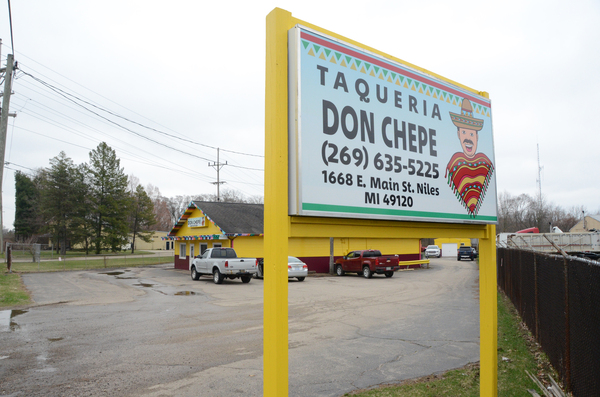 TAQUERIA
DON CHEPE
(269) 635-5225
1668 E. Main St. Niles
MI 49120